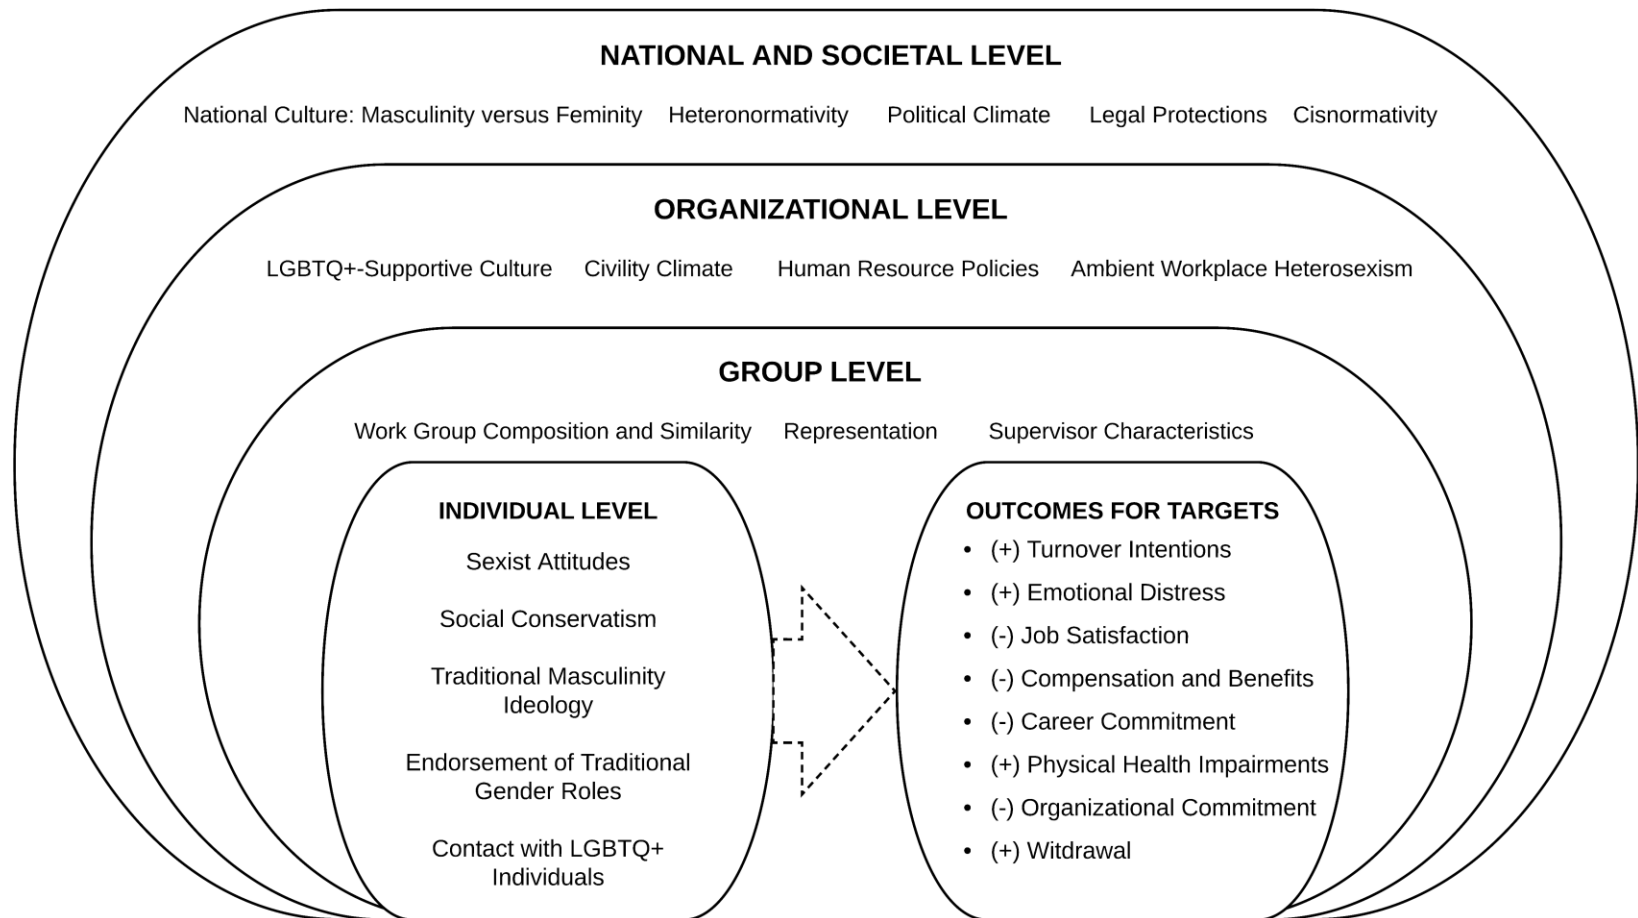 NATIONAL AND SOCIETAL LEVEL
National Culture: Masculinity versus Feminity Heteronormativity Political Climate Legal Protections Cisnormativity
ORGANIZATIONAL LEVEL
LGBTQ+-Supportive Culture Civility Climate Human Resource Policies Ambient Workplace Heterosexism
GROUP LEVEL
Work Group Composition and Similarity Representation Supervisor Characteristics
INDIVIDUAL LEVEL
Sexist Attitudes
Social Conservatism
Traditional Masculinity
Ideology
Endorsement of Traditional
Gender Roles
Contact with LGBTQ+
Individuals
OUTCOMES FOR TARGETS
• (+) Turnover Intentions
• (+) Emotional Distress
• (-) Job Satisfaction
• (-) Compensation and Benefits
• (-) Career Commitment
• (+) Physical Health Impairments
• (-) Organizational Commitment
• (+) Witdrawal